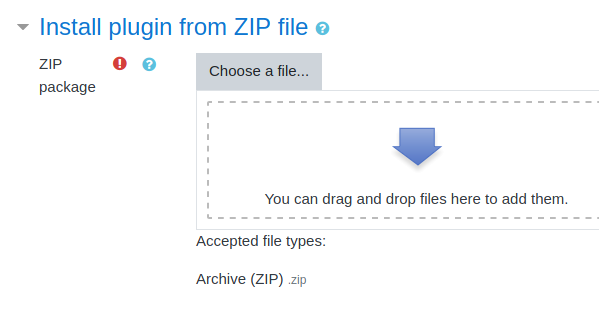 Install plugin from ZIP file
ZIP package
Choose a file...
You can drag and drop files here to add them.
Accepted file types:
Archive (ZIP) .zip